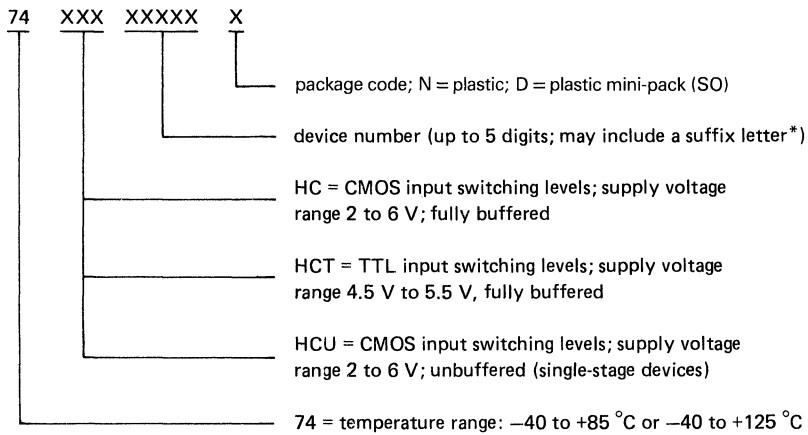 74 XXX XXXXX X
package code; N = plastic; D = plastic mini-pack (SO)
device number (up to 5 digits; may include a suffix letter*)
HC = CMOS input switching levels; supply voltage
range 2 to 6 V; fully buffered
HCT = TTL input switching levels; supply voltage
range 4.5 V to 5.5 V, fully buffered
HCU = CMOS input switching levels; supply voltage
range 2 to 6 V; unbuffered (single-stage devices)
74 = temperature range: −40 to +85 °C or −40 to +125 °C